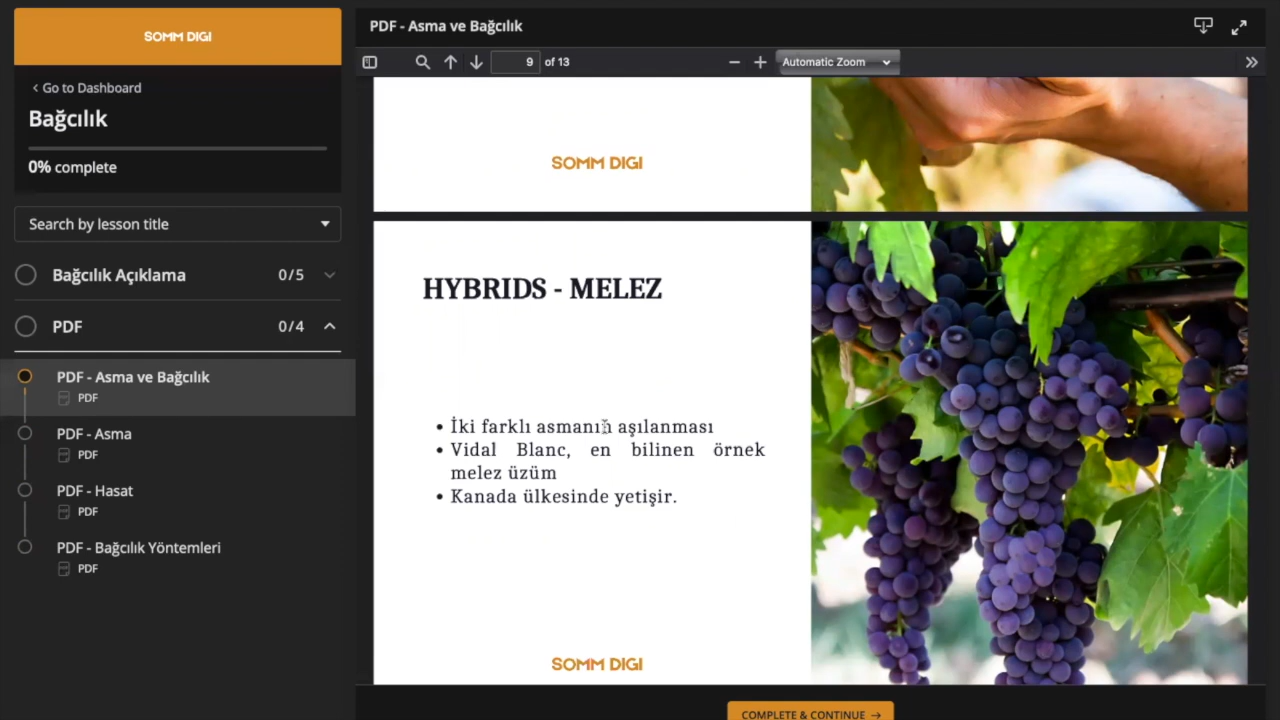 SOMM DIGI
Go to Dashboard
Bağcılık
0% complete
Search by lesson title
Bağcılık Açıklama 0/5
PDF 0/4
PDF - Asma ve Bağcılık
PDF
PDF - Asma
PDF
PDF - Hasat
PDF
PDF - Bağcılık Yöntemleri
PDF
PDF - Asma ve Bağcılık
9 of 13
Automatic Zoom
SOMM DIGI
HYBRIDS - MELEZ
• İki farklı asmanın aşılanması
• Vidal Blanc, en bilinen örnek
melez üzüm
• Kanada ülkesinde yetişir.
SOMM DIGI
COMPLETE & CONTINUE →